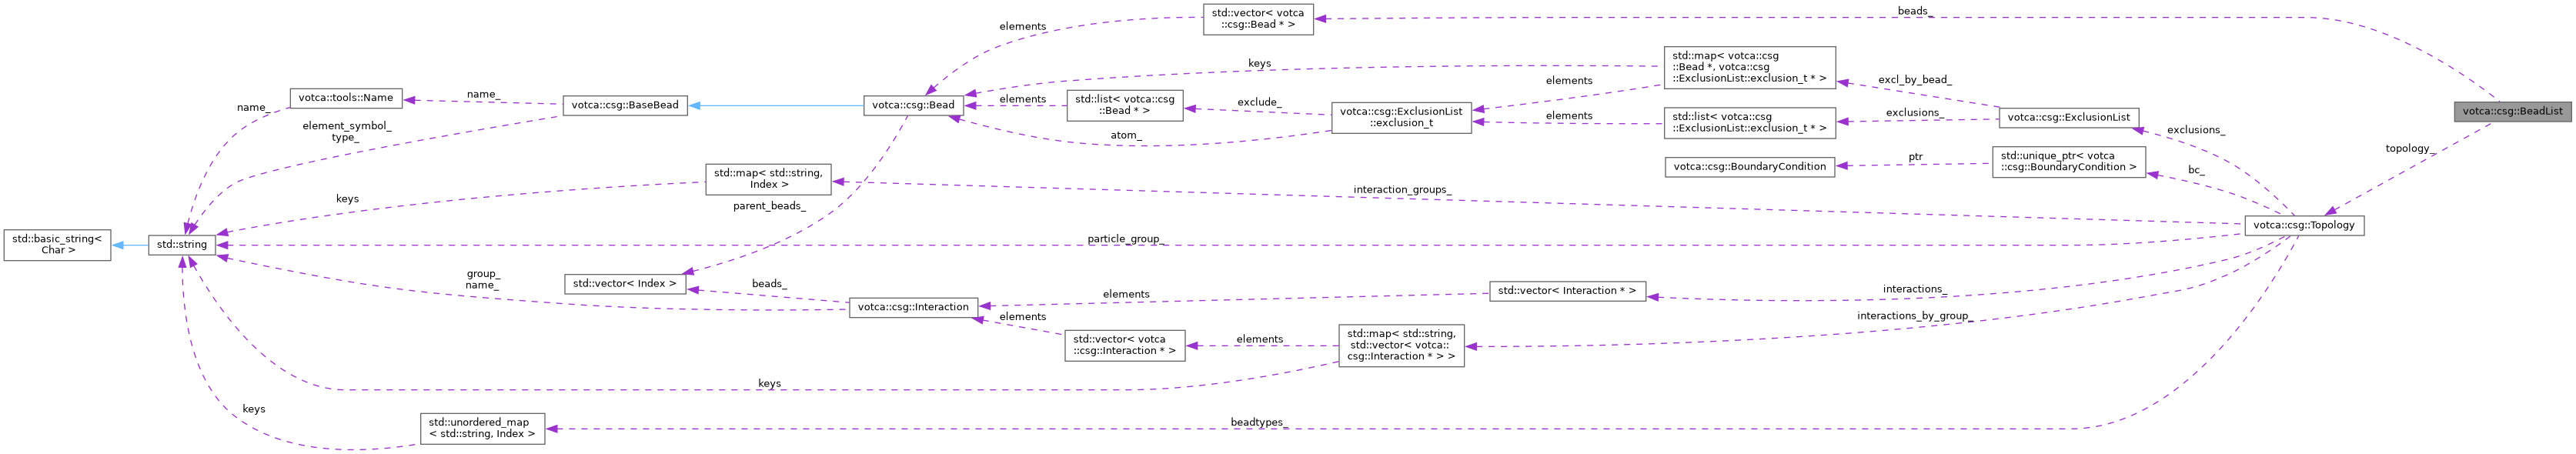 std::vector< votca
::csg::Bead * >
beads_
elements
std::map< votca::csg
::Bead *, votca::csg
::ExclusionList::exclusion_t * >
keys
elements
excl_by_bead_
votca::tools::Name
name_
votca::csg::BaseBead
votca::csg::Bead
elements
std::list< votca::csg
::Bead * >
exclude_
votca::csg::ExclusionList
::exclusion_t
elements
std::list< votca::csg
::ExclusionList::exclusion_t * >
exclusions_
votca::csg::ExclusionList
votca::csg::BeadList
name_
element_symbol_
type_
atom_
exclusions_
topology_
std::map< std::string,
Index >
votca::csg::BoundaryCondition
ptr
std::unique_ptr< votca
::csg::BoundaryCondition >
bc_
keys
parent_beads_
interaction_groups_
std::basic_string<
Char >
std::string
particle_group_
votca::csg::Topology
group_
name_
std::vector< Index >
beads_
votca::csg::Interaction
elements
std::vector< Interaction * >
interactions_
elements
std::vector< votca
::csg::Interaction * >
elements
std::map< std::string,
std::vector< votca::
csg::Interaction * > >
interactions_by_group_
keys
keys
std::unordered_map
< std::string, Index >
beadtypes_